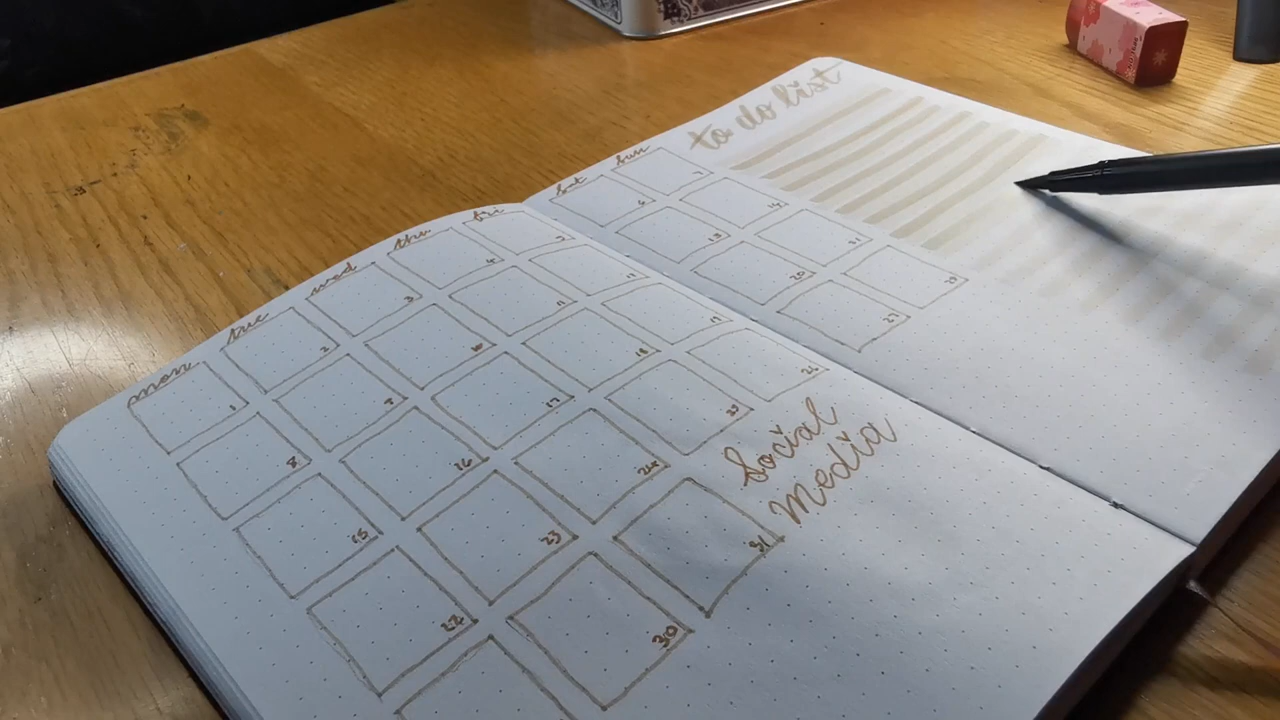 to do list
mon tue wed thu fri sat sun
1 2 3 4 5 6 7
8 9 10 11 12 13 14
15 16 17 18 19 20 21
22 23 24 25 26 27 28
30 31
Social
media